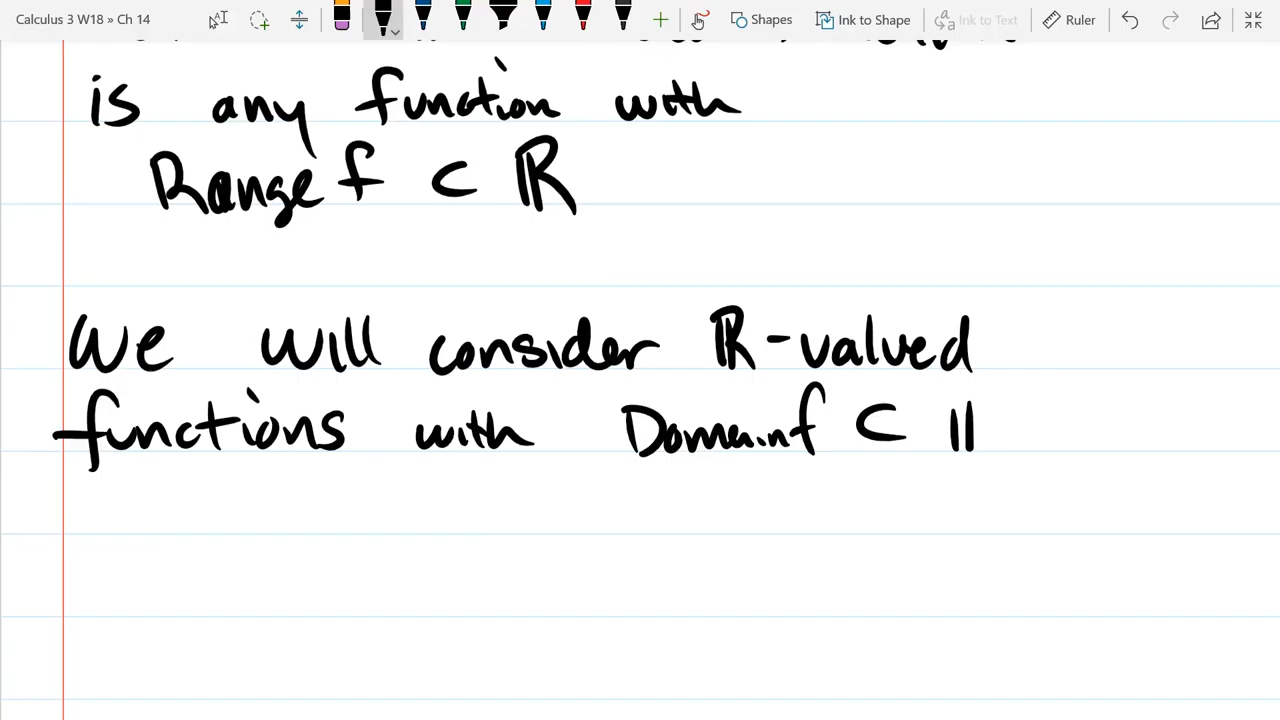 Calculus 3 W18 » Ch 14 Shapes Ink to Shape Ink to Text Ruler
is any function with
Range f ⊂ ℝ
We will consider ℝ-valued
functions with Domain f ⊂